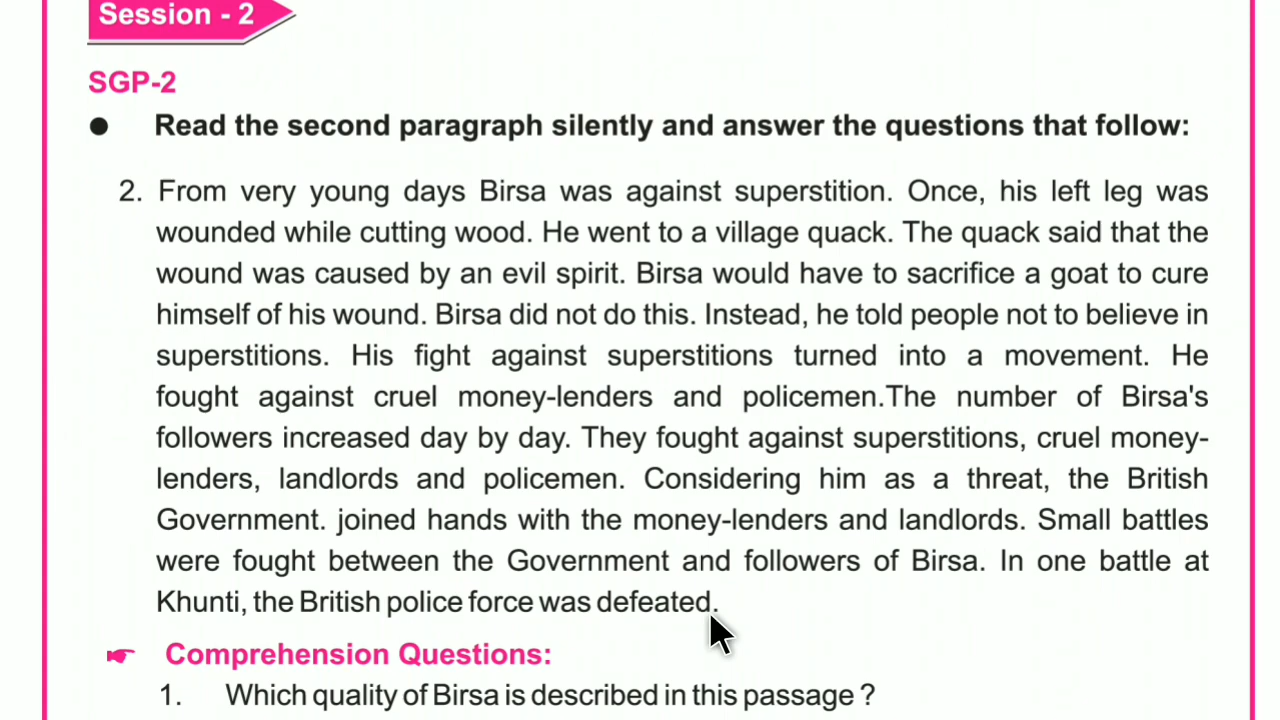 Session - 2
SGP-2
● Read the second paragraph silently and answer the questions that follow:
2. From very young days Birsa was against superstition. Once, his left leg was
wounded while cutting wood. He went to a village quack. The quack said that the
wound was caused by an evil spirit. Birsa would have to sacrifice a goat to cure
himself of his wound. Birsa did not do this. Instead, he told people not to believe in
superstitions. His fight against superstitions turned into a movement. He
fought against cruel money-lenders and policemen.The number of Birsa's
followers increased day by day. They fought against superstitions, cruel money-
lenders, landlords and policemen. Considering him as a threat, the British
Government. joined hands with the money-lenders and landlords. Small battles
were fought between the Government and followers of Birsa. In one battle at
Khunti, the British police force was defeated.
☛ Comprehension Questions:
1. Which quality of Birsa is described in this passage ?